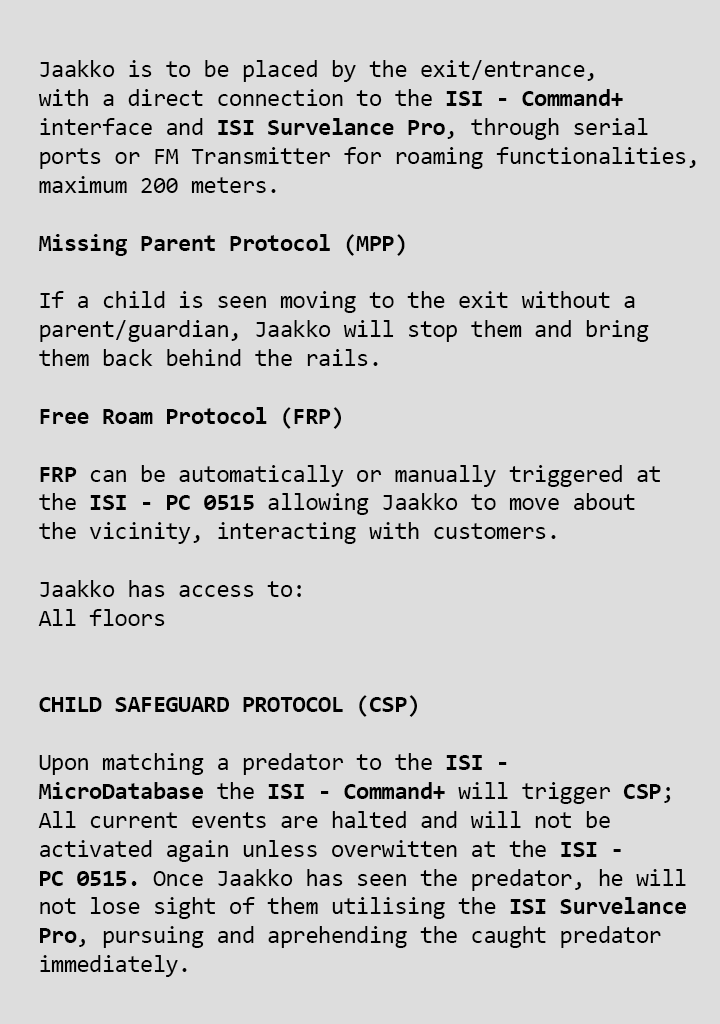 Jaakko is to be placed by the exit/entrance,
with a direct connection to the ISI - Command+
interface and ISI Survelance Pro, through serial
ports or FM Transmitter for roaming functionalities,
maximum 200 meters.
Missing Parent Protocol (MPP)
If a child is seen moving to the exit without a
parent/guardian, Jaakko will stop them and bring
them back behind the rails.
Free Roam Protocol (FRP)
FRP can be automatically or manually triggered at
the ISI - PC 0515 allowing Jaakko to move about
the vicinity, interacting with customers.
Jaakko has access to:
All floors
CHILD SAFEGUARD PROTOCOL (CSP)
Upon matching a predator to the ISI -
MicroDatabase the ISI - Command+ will trigger CSP;
All current events are halted and will not be
activated again unless overwitten at the ISI -
PC 0515. Once Jaakko has seen the predator, he will
not lose sight of them utilising the ISI Survelance
Pro, pursuing and aprehending the caught predator
immediately.